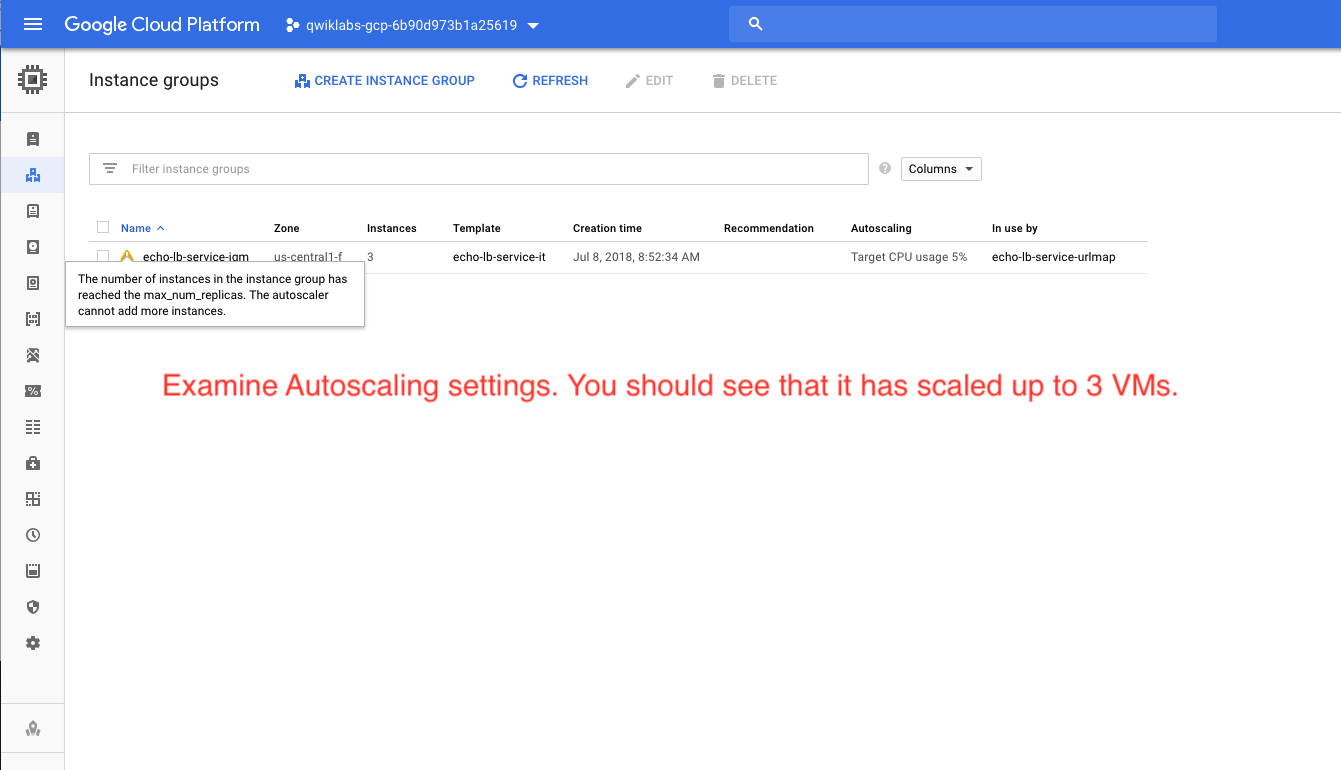 Google Cloud Platform qwiklabs-gcp-6b90d973b1a25619
Instance groups CREATE INSTANCE GROUP REFRESH EDIT DELETE
Filter instance groups ? Columns
Name Zone Instances Template Creation time Recommendation Autoscaling In use by
echo-lb-service-igm us-central1-f 3 echo-lb-service-it Jul 8, 2018, 8:52:34 AM Target CPU usage 5% echo-lb-service-urlmap
The number of instances in the instance group has
reached the max_num_replicas. The autoscaler
cannot add more instances.
Examine Autoscaling settings. You should see that it has scaled up to 3 VMs.